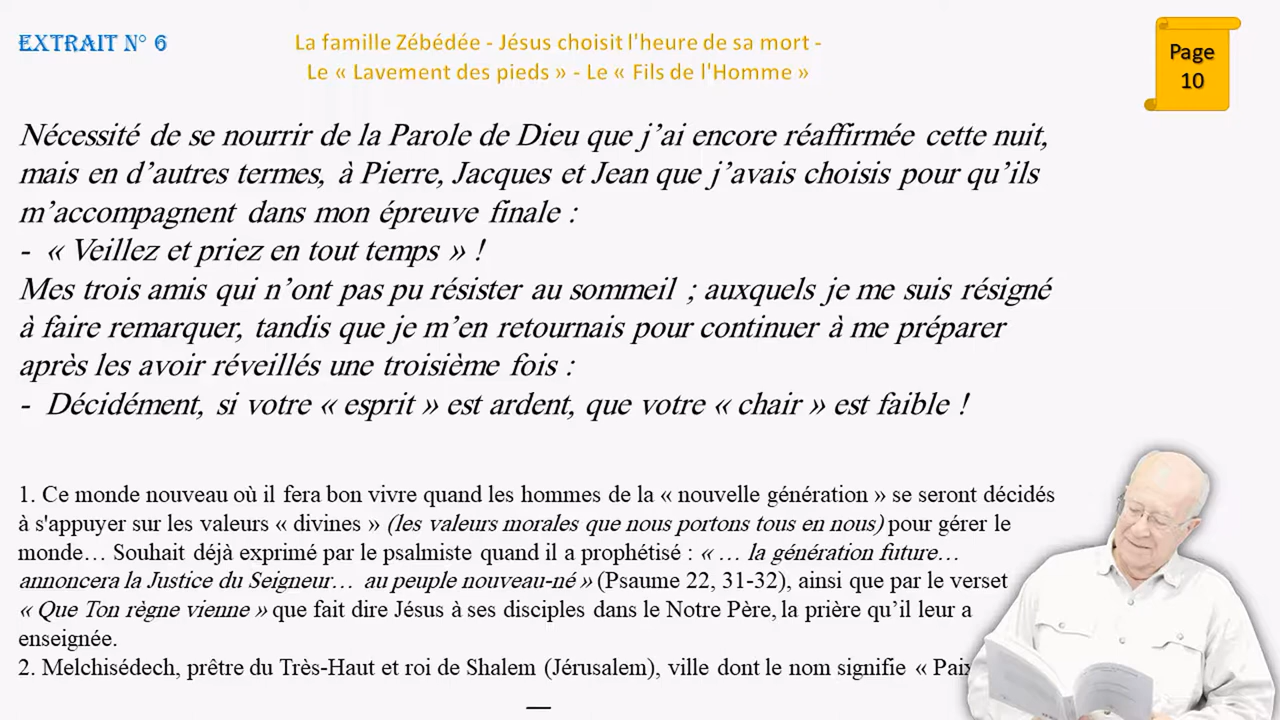 EXTRAIT N° 6
La famille Zébédée - Jésus choisit l'heure de sa mort -
Le « Lavement des pieds » - Le « Fils de l'Homme »
Page
10
Nécessité de se nourrir de la Parole de Dieu que j’ai encore réaffirmée cette nuit,
mais en d’autres termes, à Pierre, Jacques et Jean que j’avais choisis pour qu’ils
m’accompagnent dans mon épreuve finale :
- « Veillez et priez en tout temps » !
Mes trois amis qui n’ont pas pu résister au sommeil ; auxquels je me suis résigné
à faire remarquer, tandis que je m’en retournais pour continuer à me préparer
après les avoir réveillés une troisième fois :
- Décidément, si votre « esprit » est ardent, que votre « chair » est faible !
1. Ce monde nouveau où il fera bon vivre quand les hommes de la « nouvelle génération » se seront décidés
à s'appuyer sur les valeurs « divines » (les valeurs morales que nous portons tous en nous) pour gérer le
monde… Souhait déjà exprimé par le psalmiste quand il a prophétisé : « … la génération future…
annoncera la Justice du Seigneur… au peuple nouveau-né » (Psaume 22, 31-32), ainsi que par le verset
« Que Ton règne vienne » que fait dire Jésus à ses disciples dans le Notre Père, la prière qu’il leur a
enseignée.
2. Melchisédech, prêtre du Très-Haut et roi de Shalem (Jérusalem), ville dont le nom signifie « Paix